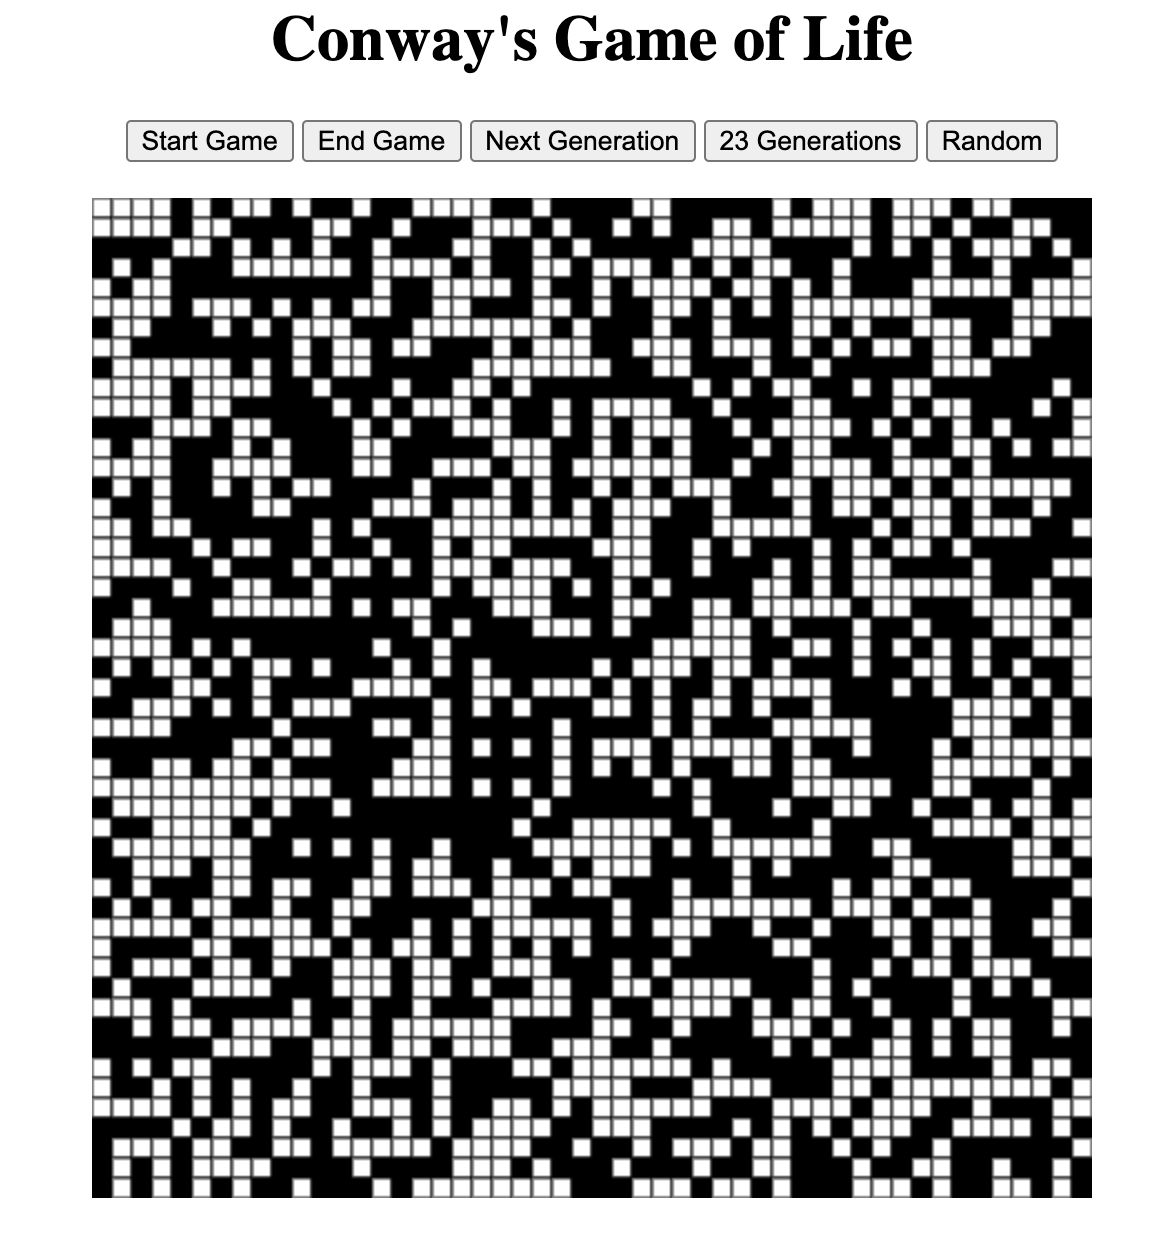 Conway's Game of Life
Start Game End Game Next Generation 23 Generations Random